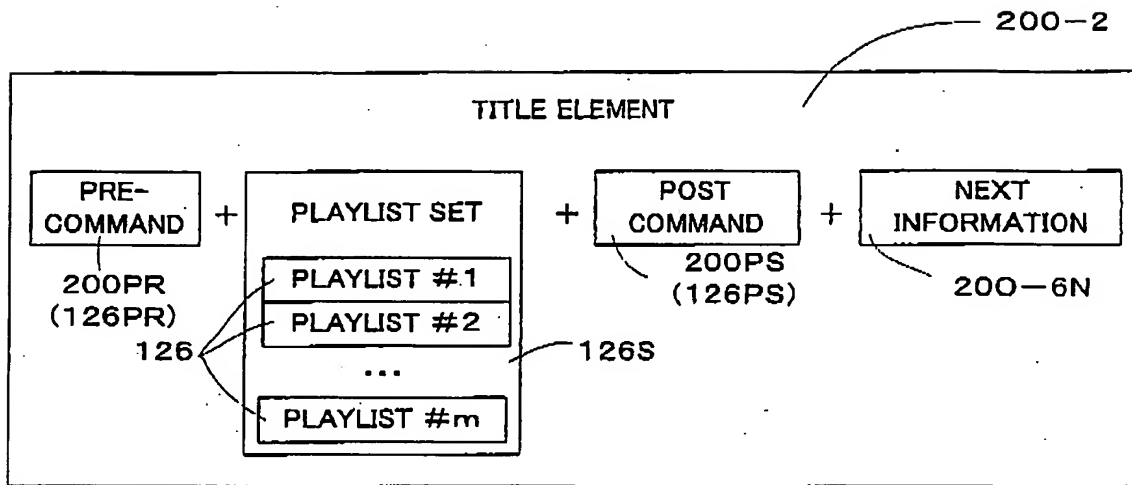 200-2
TITLE ELEMENT
PRE-
COMMAND
+
PLAYLIST SET
+
POST
COMMAND
+
NEXT
INFORMATION
200PR
(126PR)
PLAYLIST #1
PLAYLIST #2
...
PLAYLIST #m
126
126S
200PS
(126PS)
200-6N